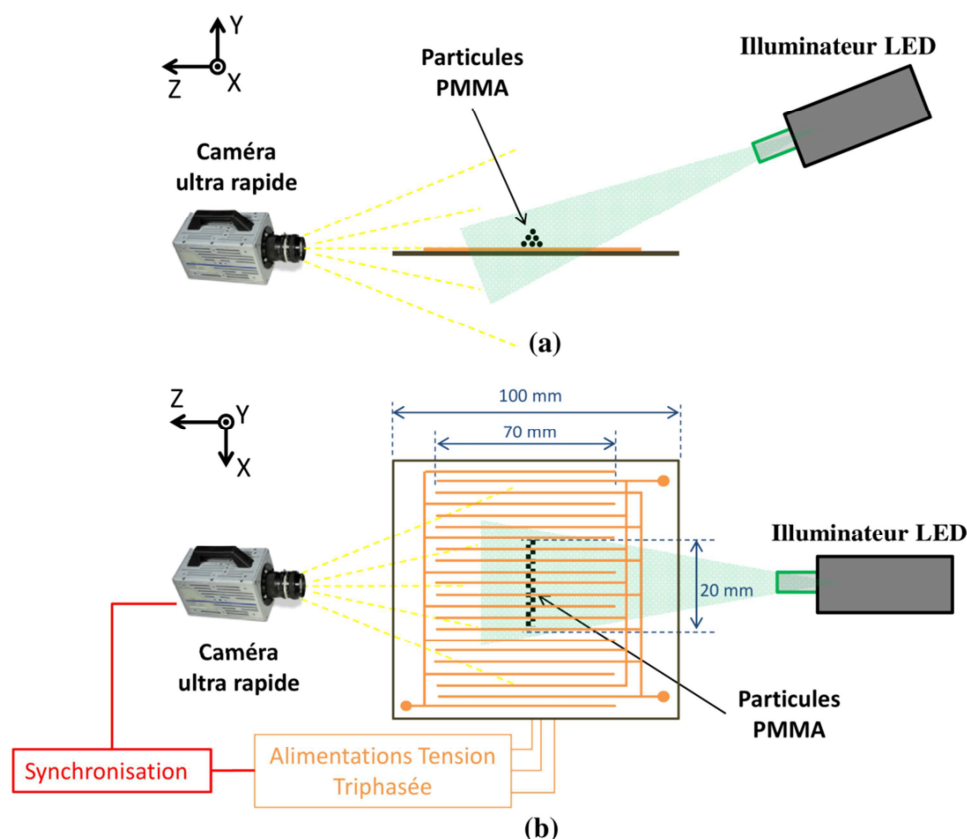 Y
Z
X
Particules
PMMA
Illuminateur LED
Caméra
ultra rapide
(a)
Z
Y
X
100 mm
70 mm
Illuminateur LED
20 mm
Caméra
ultra rapide
Particules
PMMA
Synchronisation
Alimentations Tension
Triphasée
(b)